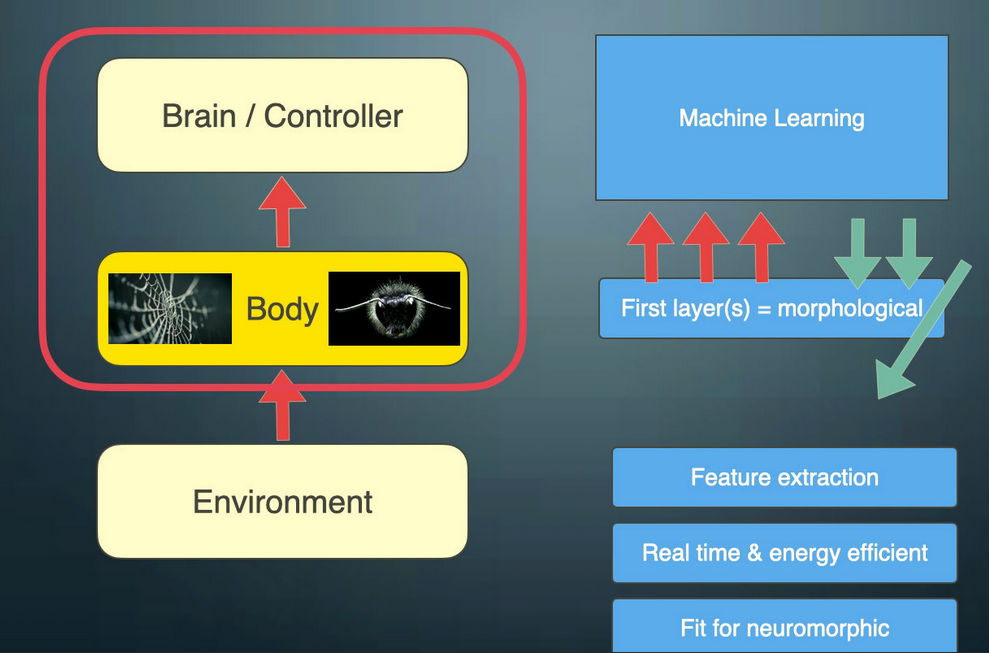 Brain / Controller
Body
Environment
Machine Learning
First layer(s) = morphological
Feature extraction
Real time & energy efficient
Fit for neuromorphic